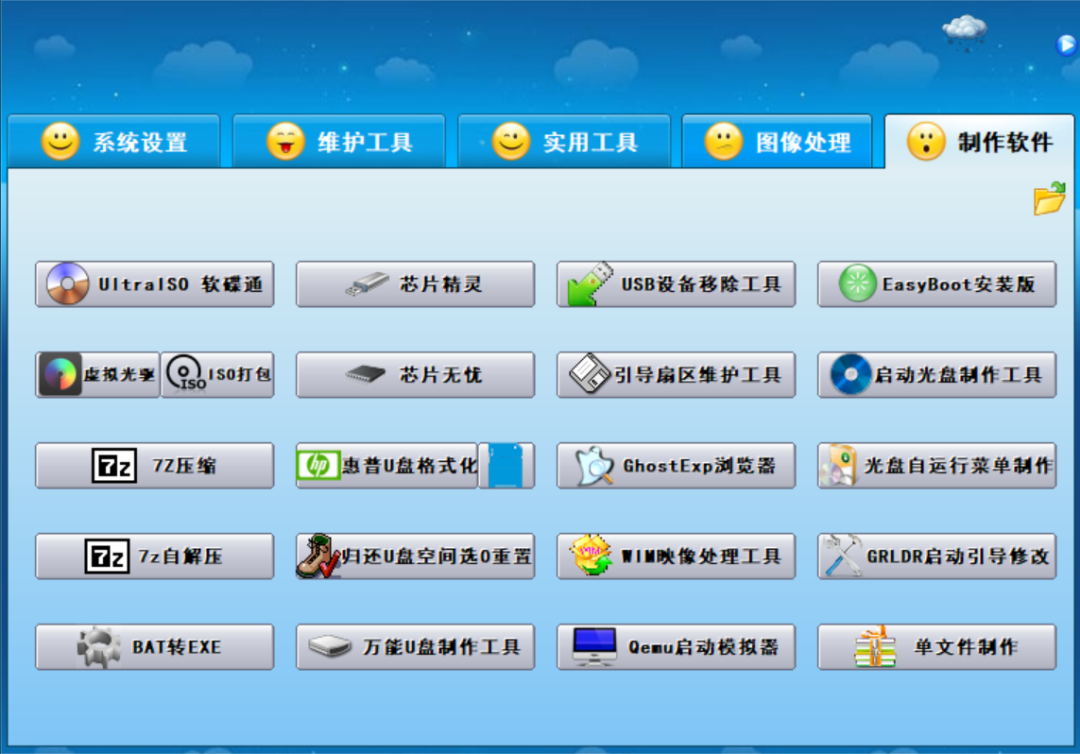 系统设置 维护工具 实用工具 图像处理 制作软件
UltraISO 软碟通 芯片精灵 USB设备移除工具 EasyBoot安装版
虚拟光驱 ISO ISO打包 芯片无忧 引导扇区维护工具 启动光盘制作工具
7z 7Z压缩 hp 惠普U盘格式化 GhostExp浏览器 光盘自运行菜单制作
7z 7z自解压 归还U盘空间选0重置 WIM映像处理工具 GRLDR启动引导修改
BAT转EXE 万能U盘制作工具 Qemu启动模拟器 单文件制作